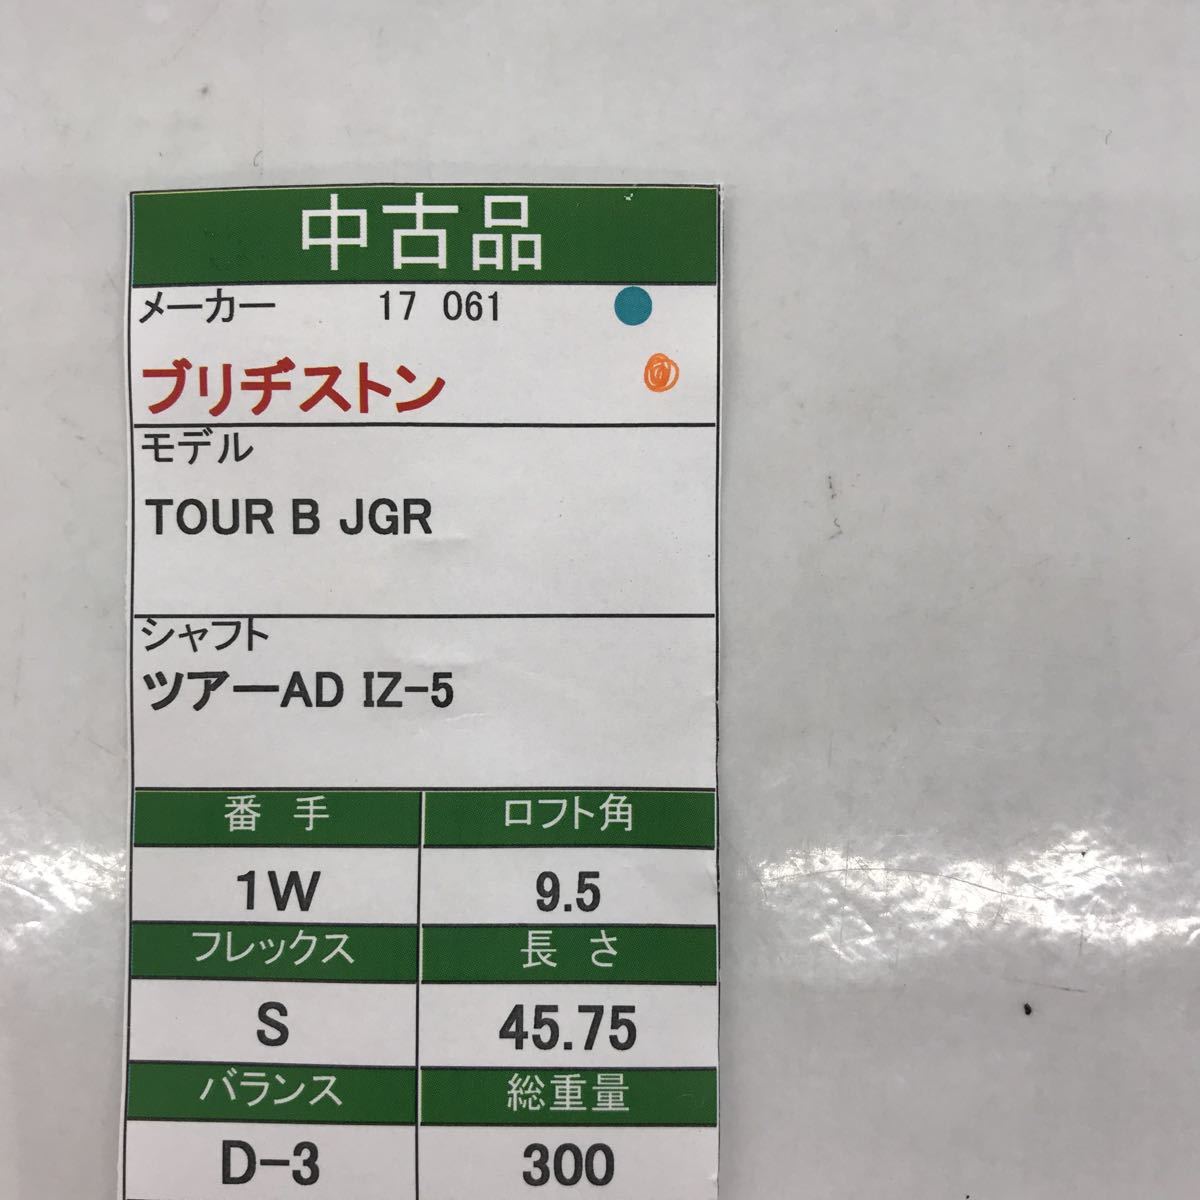 中古品
メーカー 17 061
ブリヂストン
モデル
TOUR B JGR
シャフト
ツアーAD IZ-5
番 手 ロフト角
1W 9.5
フレックス 長 さ
S 45.75
バランス 総重量
D-3 300